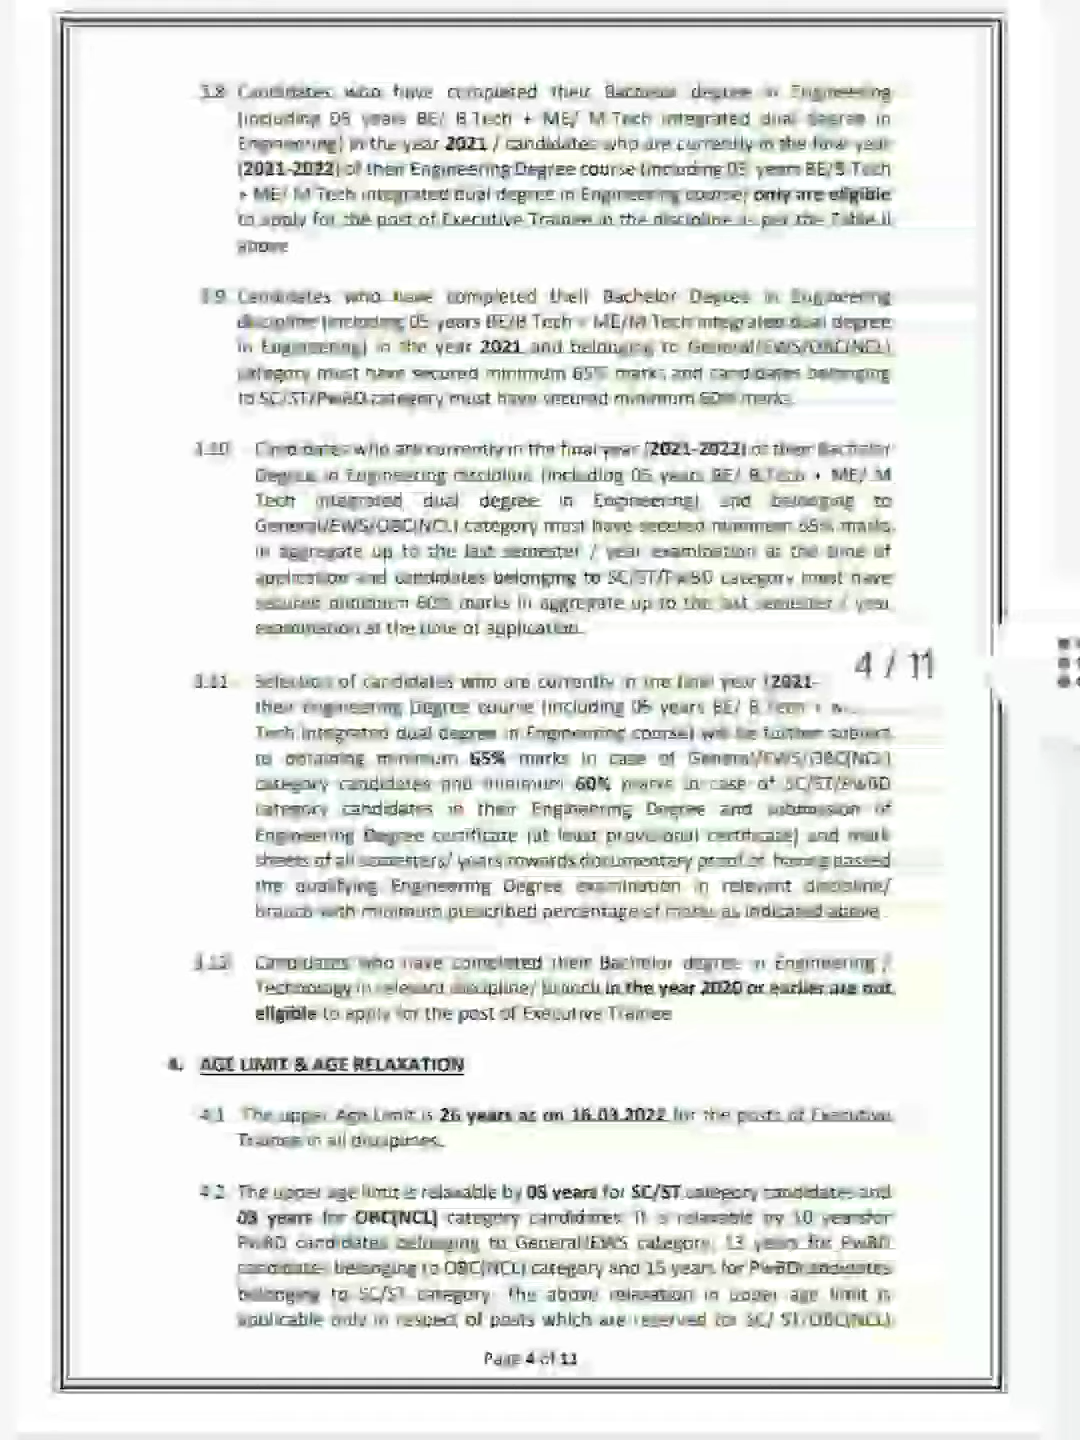 3.8 Candidates who have completed their Bachelor degree in Engineering
(including 05 years BE/ B.Tech + ME/ M.Tech integrated dual degree in
Engineering) in the year 2021 / candidates who are currently in the final year
(2021-2022) of their Engineering Degree course (including 05 years BE/B Tech
+ ME/ M Tech integrated dual degree in Engineering course) only are eligible
to apply for the post of Executive Trainee in the discipline as per the Table II
above
3.9 Candidates who have completed their Bachelor Degree in Engineering
discipline (including 05 years BE/B Tech + ME/M Tech integrated dual degree
in Engineering) in the year 2021 and belonging to General/EWS/OBC(NCL)
category must have secured minimum 65% marks and candidates belonging
to SC/ST/PwBD category must have secured minimum 60% marks.
3.10 Candidates who are currently in the final year (2021-2022) of their Bachelor
Degree in Engineering discipline (including 05 years BE/ B.Tech + ME/ M
Tech integrated dual degree in Engineering) and belonging to
General/EWS/OBC(NCL) category must have secured minimum 65% marks
in aggregate up to the last semester / year examination at the time of
application and candidates belonging to SC/ST/PwBD category must have
secured minimum 60% marks in aggregate up to the last semester / year
examination at the time of application.
4 / 11
3.11 Selection of candidates who are currently in the final year (2021-
their Engineering Degree course (including 05 years BE/ B.Tech +
Tech integrated dual degree in Engineering course) will be further subject
to obtaining minimum 65% marks in case of General/EWS/OBC(NCL)
category candidates and minimum 60% marks in case of SC/ST/PwBD
category candidates in their Engineering Degree and submission of
Engineering Degree certificate (at least provisional certificate) and mark
sheets of all semesters/ years towards documentary proof of having passed
the qualifying Engineering Degree examination in relevant discipline/
branch with minimum prescribed percentage of marks as indicated above.
3.12 Candidates who have completed their Bachelor degree in Engineering /
Technology in relevant discipline/ branch in the year 2020 or earlier are not
eligible to apply for the post of Executive Trainee
4. AGE LIMIT & AGE RELAXATION
4.1 The upper Age Limit is 26 years as on 16.03.2022 for the posts of Executive
Trainee in all disciplines.
4.2 The upper age limit is relaxable by 05 years for SC/ST category candidates and
03 years for OBC(NCL) category candidates. It is relaxable by 10 years for
PwBD candidates belonging to General/EWS category, 13 years for PwBD
candidates belonging to OBC(NCL) category and 15 years for PwBD candidates
belonging to SC/ST category. The above relaxation in upper age limit is
applicable only in respect of posts which are reserved for SC/ ST/OBC(NCL)
Page 4 of 11